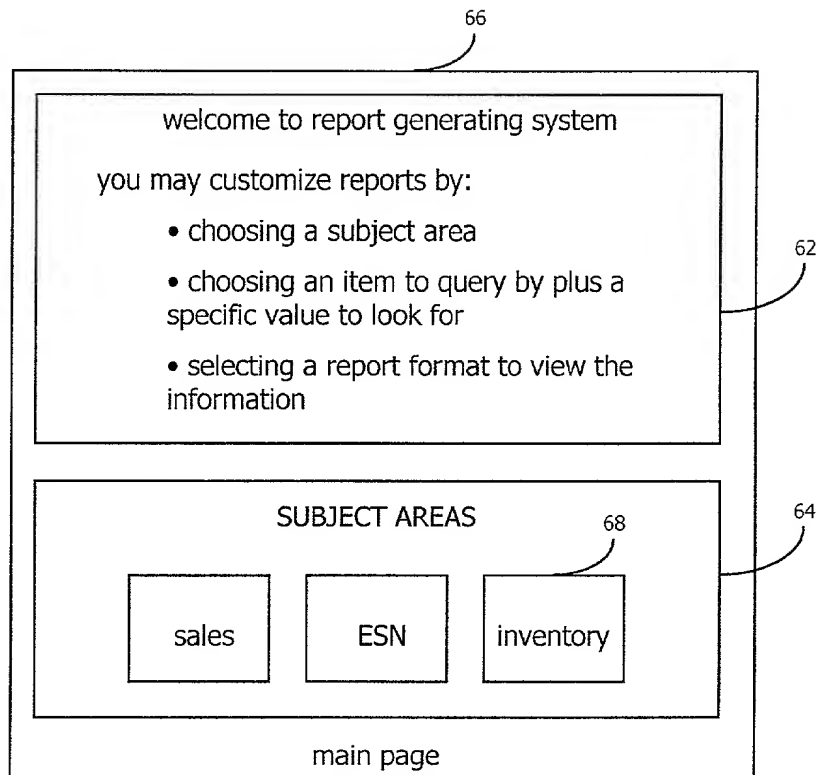 66
welcome to report generating system
you may customize reports by:
• choosing a subject area
• choosing an item to query by plus a
specific value to look for
• selecting a report format to view the
information
62
SUBJECT AREAS
68
64
sales
ESN
inventory
main page